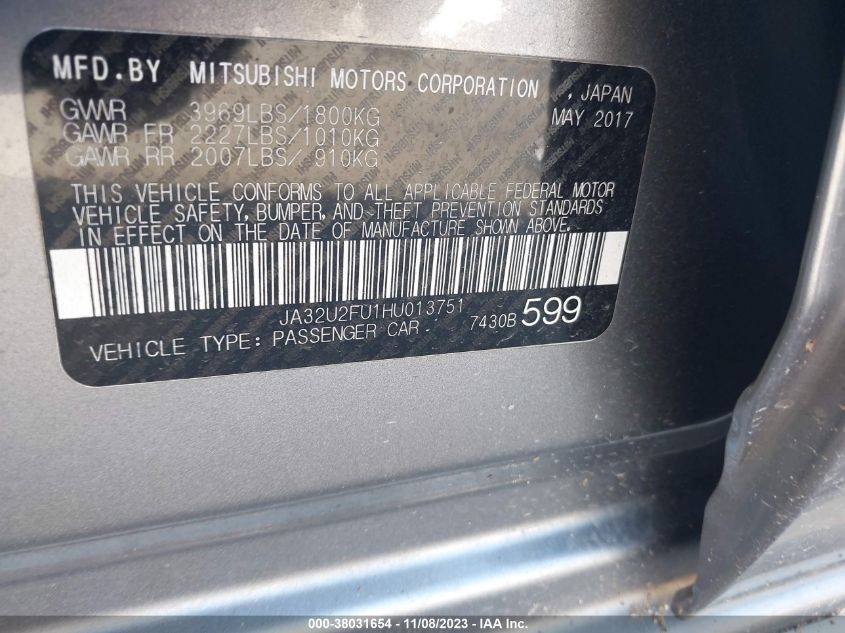 MFD.BY MITSUBISHI MOTORS CORPORATION , JAPAN
GVWR 3969LBS/1800KG MAY 2017
GAWR FR 2227LBS/1010KG
GAWR RR 2007LBS/ 910KG
THIS VEHICLE CONFORMS TO ALL APPLICABLE FEDERAL MOTOR
VEHICLE SAFETY, BUMPER, AND THEFT PREVENTION STANDARDS
IN EFFECT ON THE DATE OF MANUFACTURE SHOWN ABOVE.
JA32U2FU1HU013751 7430B 599
VEHICLE TYPE: PASSENGER CAR
000-38031654 - 11/08/2023 - IAA Inc.